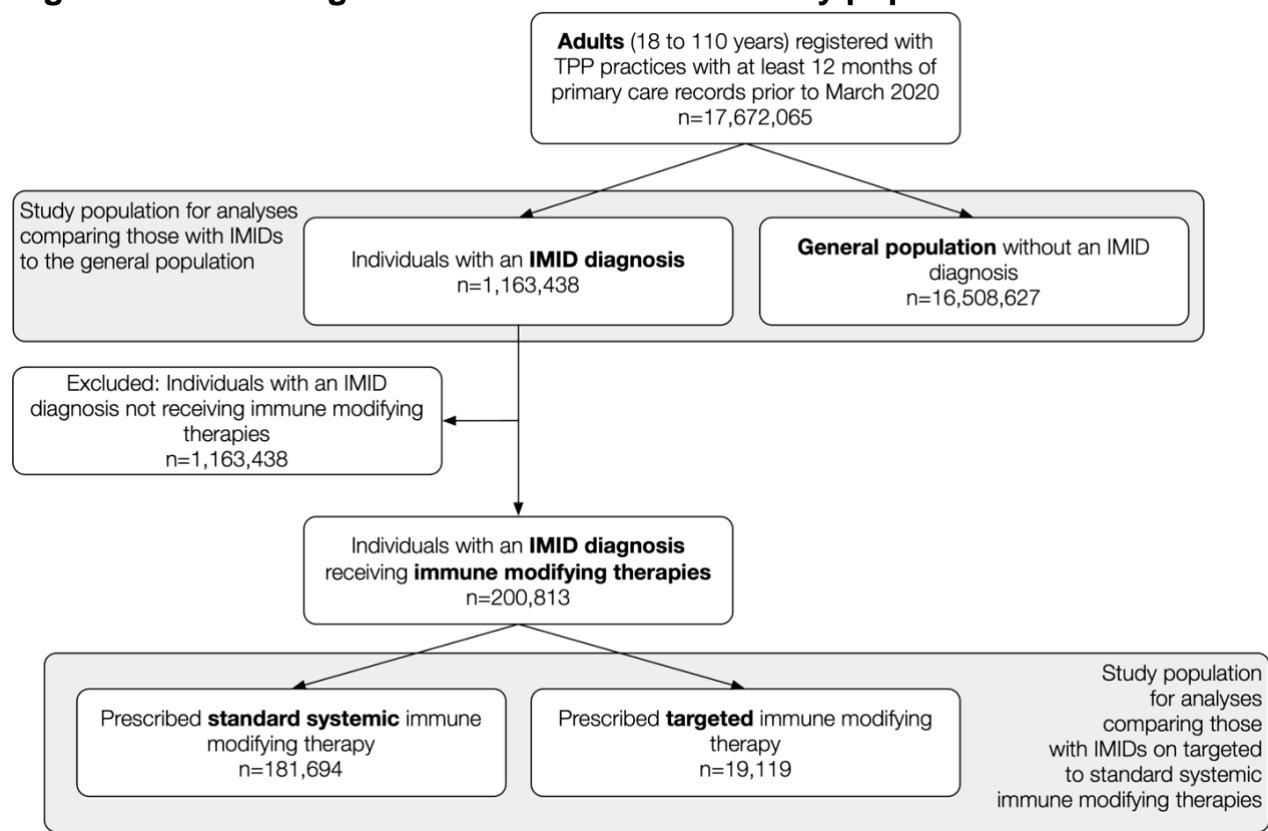 Adults (18 to 110 years) registered with
TPP practices with at least 12 months of
primary care records prior to March 2020
n=17,672,065
Study population for analyses
comparing those with IMIDs
to the general population
Individuals with an IMID diagnosis
n=1,163,438
General population without an IMID
diagnosis
n=16,508,627
Excluded: Individuals with an IMID
diagnosis not receiving immune modifying
therapies
n=1,163,438
Individuals with an IMID diagnosis
receiving immune modifying therapies
n=200,813
Prescribed standard systemic immune
modifying therapy
n=181,694
Prescribed targeted immune modifying
therapy
n=19,119
Study population
for analyses
comparing those
with IMIDs on targeted
to standard systemic
immune modifying therapies